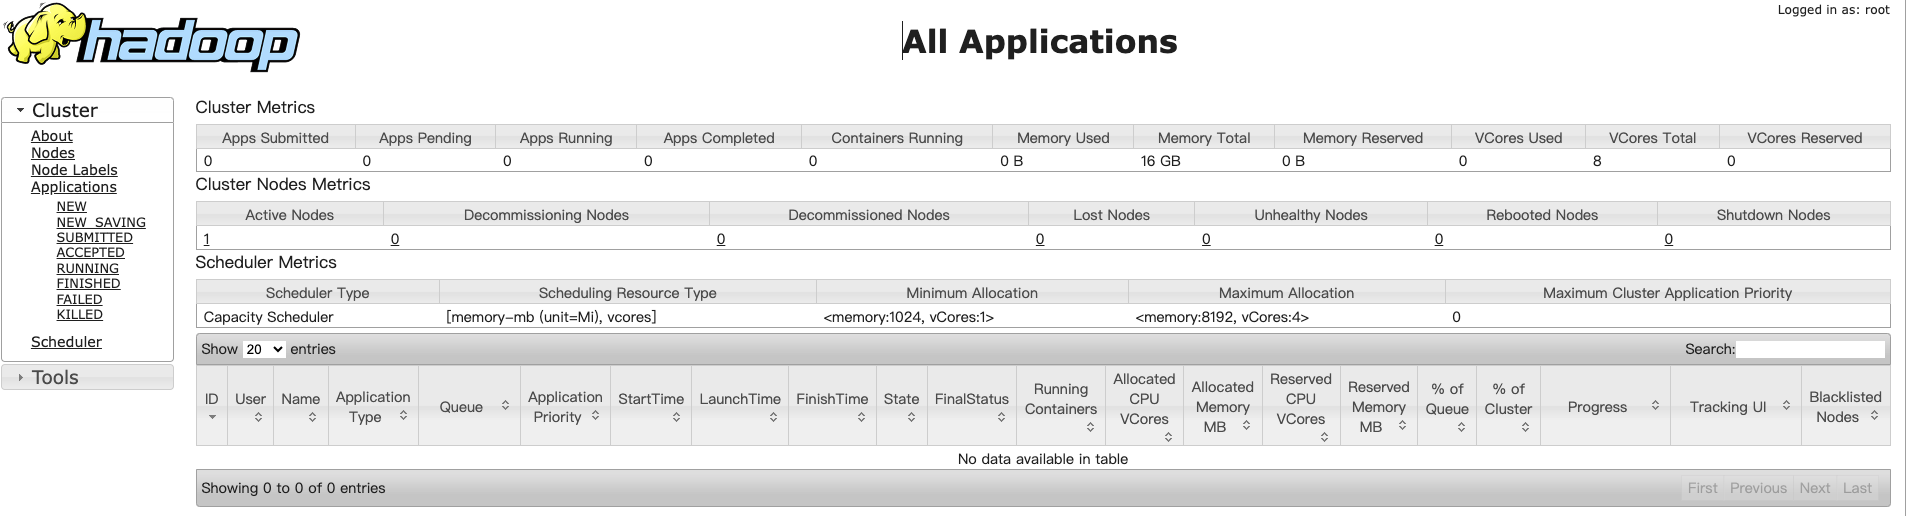 Logged in as: root
hadoop
All Applications
Cluster
About
Nodes
Node Labels
Applications
NEW
NEW_SAVING
SUBMITTED
ACCEPTED
RUNNING
FINISHED
FAILED
KILLED
Scheduler
Tools
Cluster Metrics
Apps Submitted Apps Pending Apps Running Apps Completed Containers Running Memory Used Memory Total Memory Reserved VCores Used VCores Total VCores Reserved
0 0 0 0 0 0 B 16 GB 0 B 0 8 0
Cluster Nodes Metrics
Active Nodes Decommissioning Nodes Decommissioned Nodes Lost Nodes Unhealthy Nodes Rebooted Nodes Shutdown Nodes
1 0 0 0 0 0 0
Scheduler Metrics
Scheduler Type Scheduling Resource Type Minimum Allocation Maximum Allocation Maximum Cluster Application Priority
Capacity Scheduler [memory-mb (unit=Mi), vcores] <memory:1024, vCores:1> <memory:8192, vCores:4> 0
Show 20 entries Search:
ID User Name Application Type Queue Application Priority StartTime LaunchTime FinishTime State FinalStatus Running Containers Allocated CPU VCores Allocated Memory MB Reserved CPU VCores Reserved Memory MB % of Queue % of Cluster Progress Tracking UI Blacklisted Nodes
No data available in table
Showing 0 to 0 of 0 entries First Previous Next Last